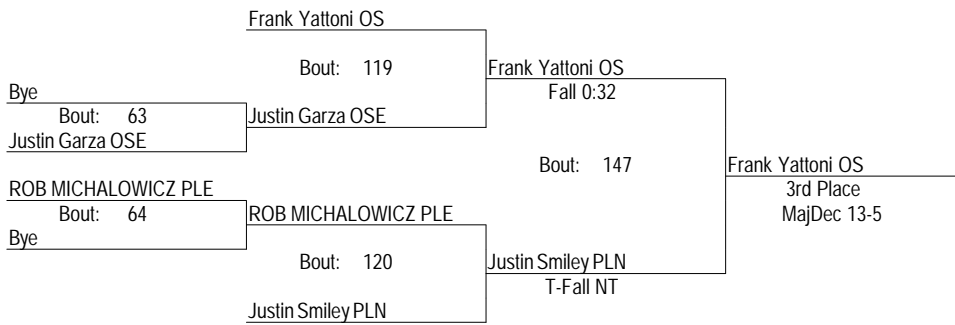 Frank Yattoni OS
Bout: 119
Frank Yattoni OS
Fall 0:32
Bye
Bout: 63
Justin Garza OSE
Justin Garza OSE
Bout: 147
Frank Yattoni OS
3rd Place
MajDec 13-5
ROB MICHALOWICZ PLE
Bout: 64
ROB MICHALOWICZ PLE
Bye
Bout: 120
Justin Smiley PLN
T-Fall NT
Justin Smiley PLN